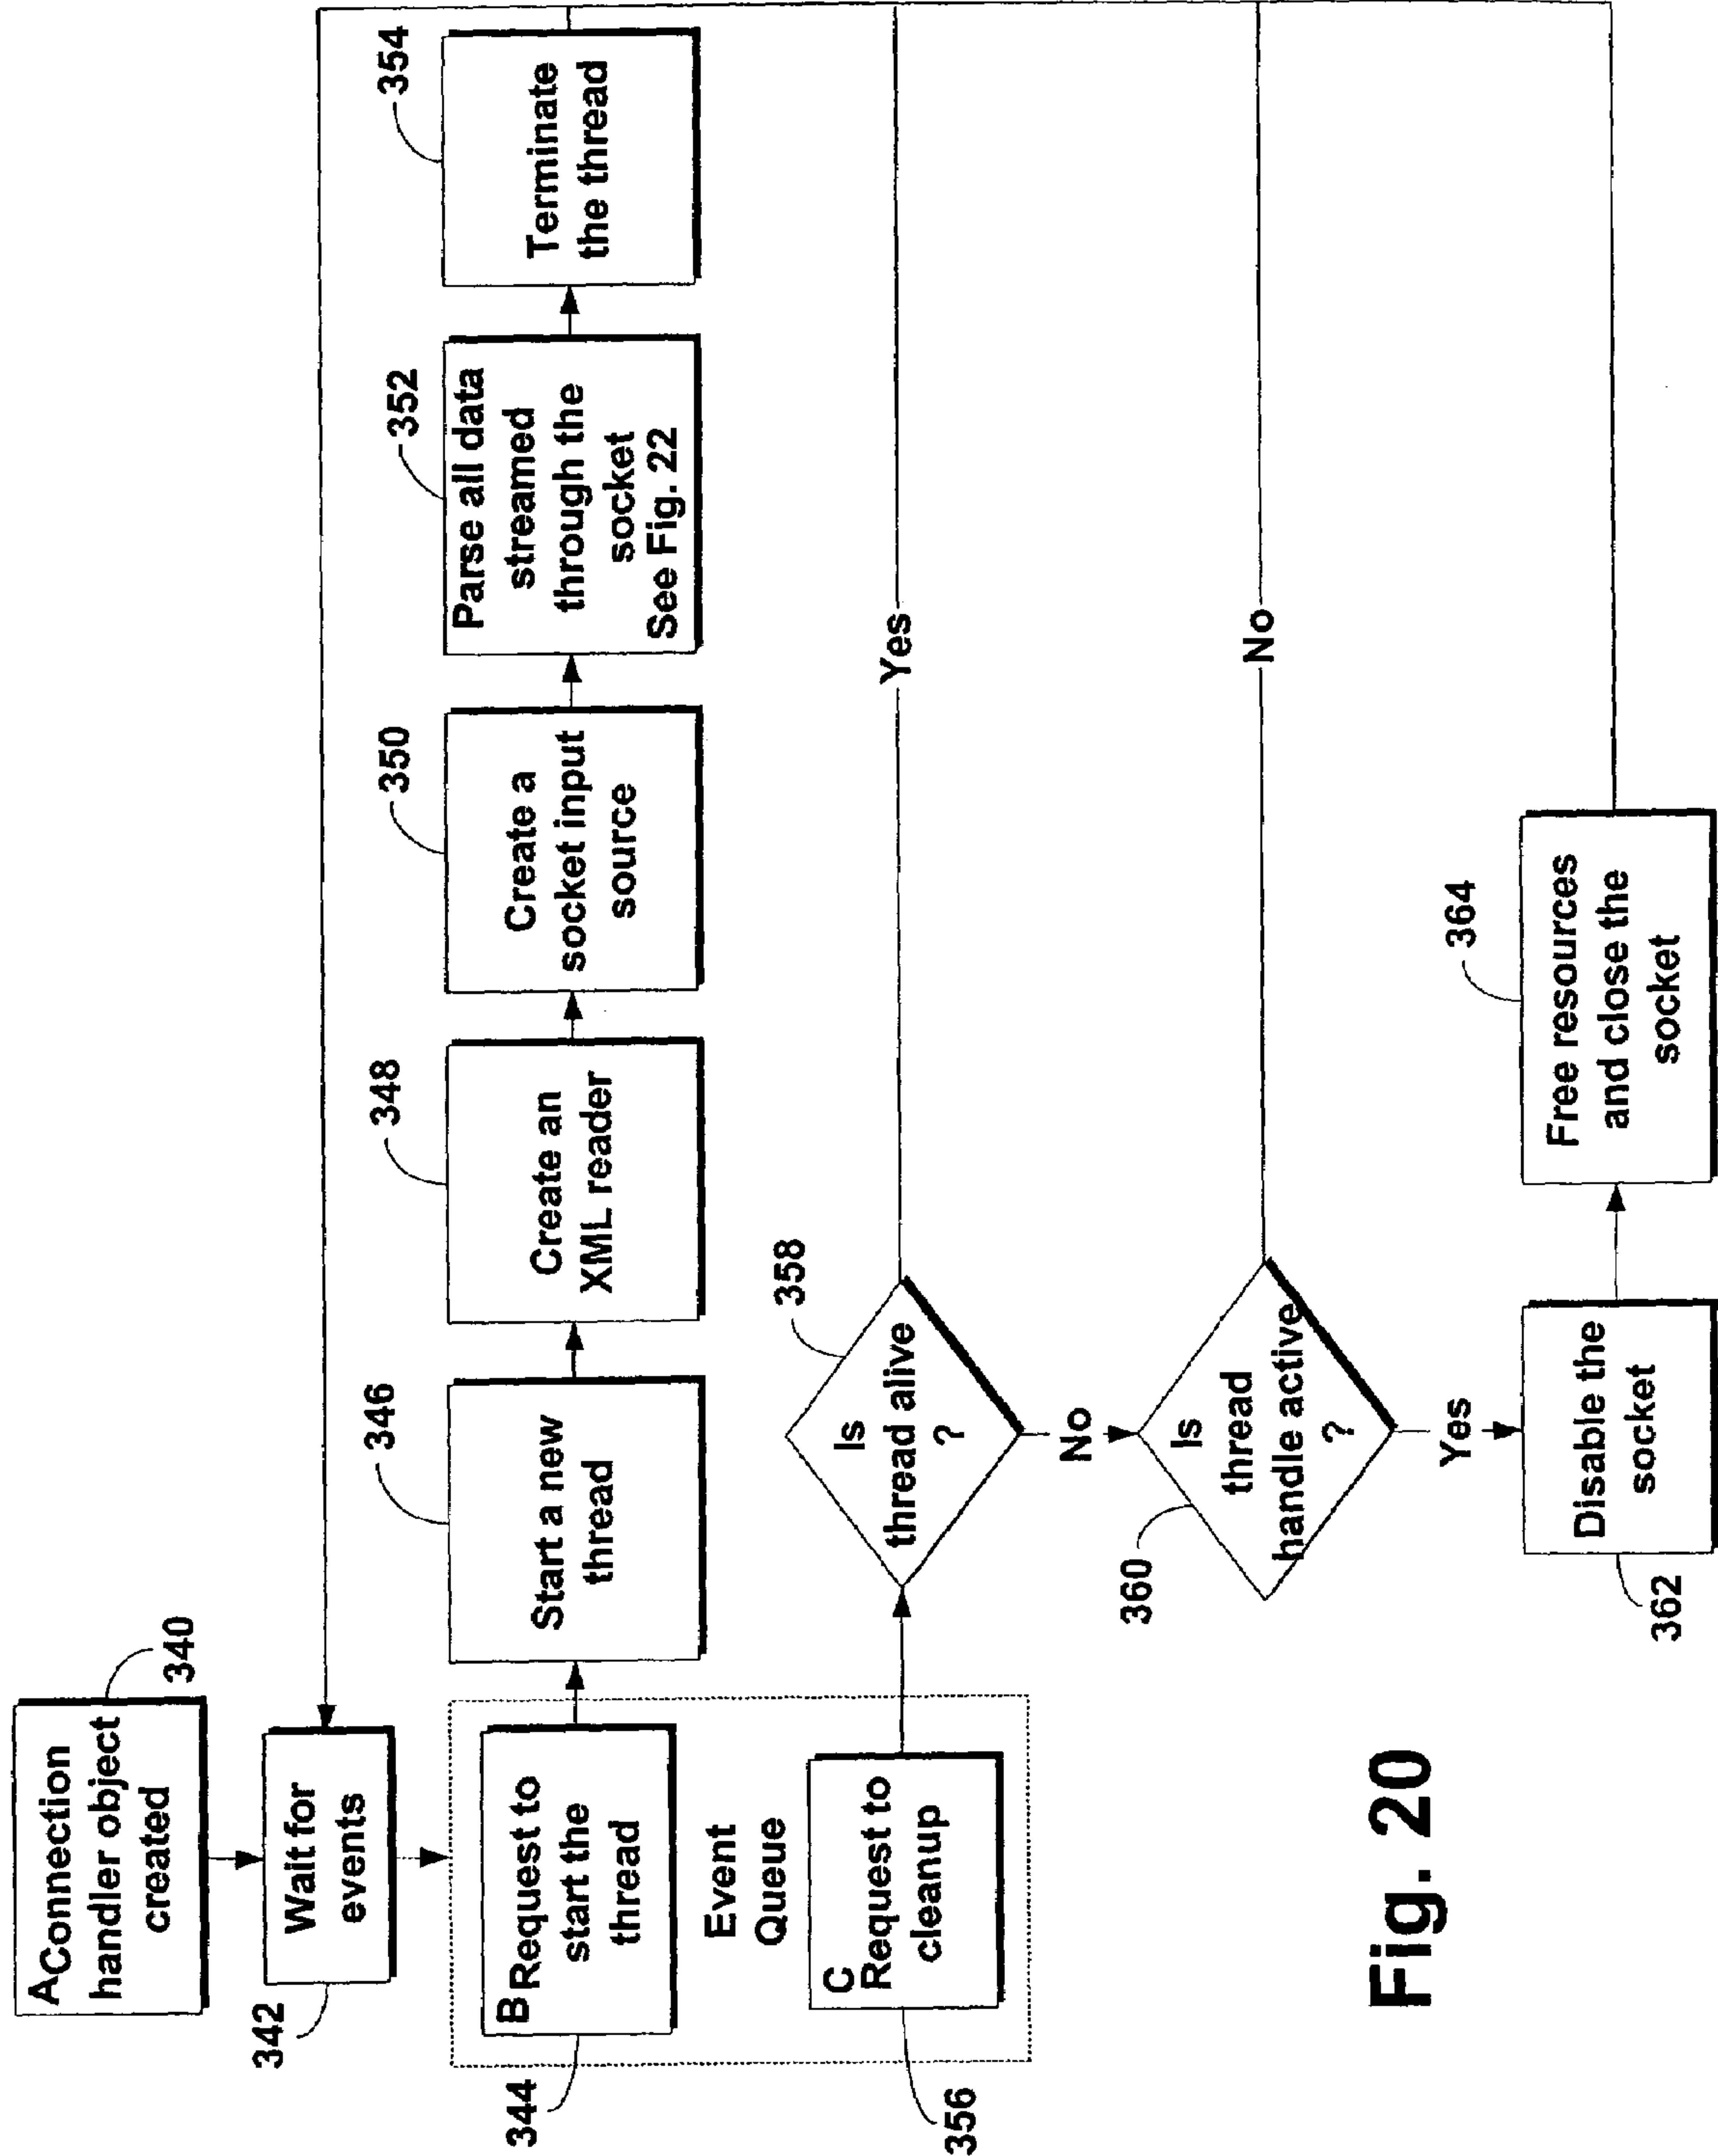 A Connection
handler object
created
340
Wait for
events
342
B Request to
start the
thread
344
Event
Queue
C
Request to
cleanup
356
Start a new
thread
346
Create an
XML reader
348
Create a
socket input
source
350
Parse all data
streamed
through the
socket
See Fig. 22
352
Terminate
the thread
354
Is
thread alive
?
358
Yes
No
Is
thread
handle active
?
360
No
Yes
Disable the
socket
362
Free resources
and close the
socket
364
Fig. 20